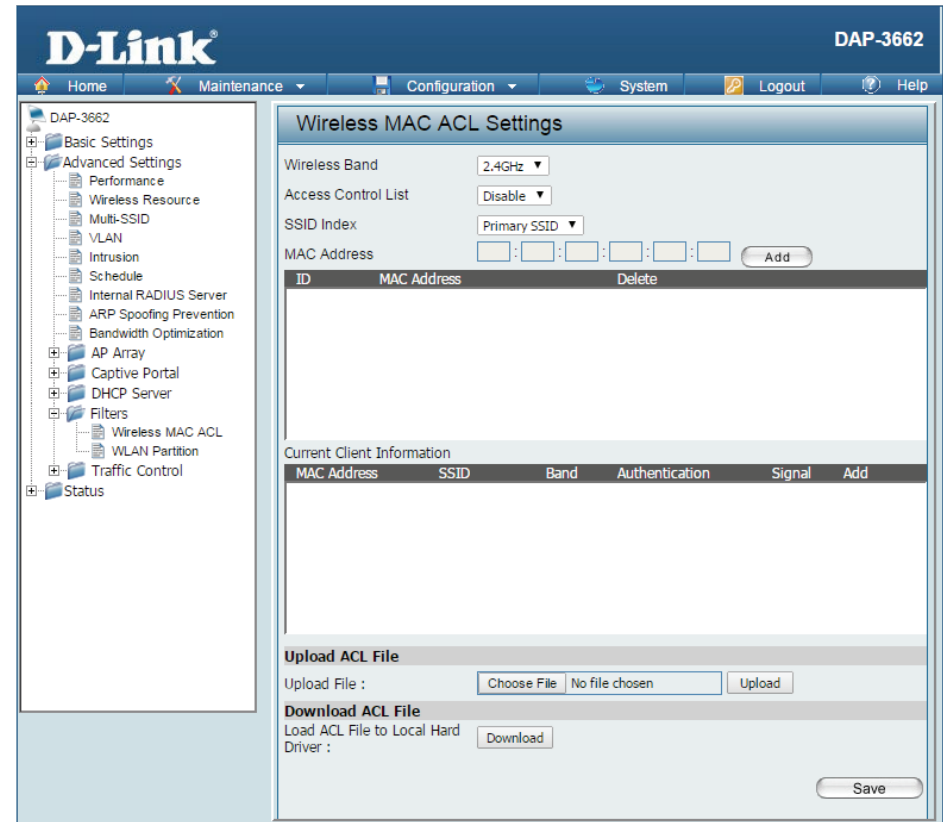 D-Link®
DAP-3662
Home Maintenance Configuration System Logout Help
DAP-3662
Basic Settings
Advanced Settings
Performance
Wireless Resource
Multi-SSID
VLAN
Intrusion
Schedule
Internal RADIUS Server
ARP Spoofing Prevention
Bandwidth Optimization
AP Array
Captive Portal
DHCP Server
Filters
Wireless MAC ACL
WLAN Partition
Traffic Control
Status
Wireless MAC ACL Settings
Wireless Band 2.4GHz
Access Control List Disable
SSID Index Primary SSID
MAC Address : : : : : Add
ID MAC Address Delete
Current Client Information
MAC Address SSID Band Authentication Signal Add
Upload ACL File
Upload File : Choose File No file chosen Upload
Download ACL File
Load ACL File to Local Hard
Driver : Download
Save